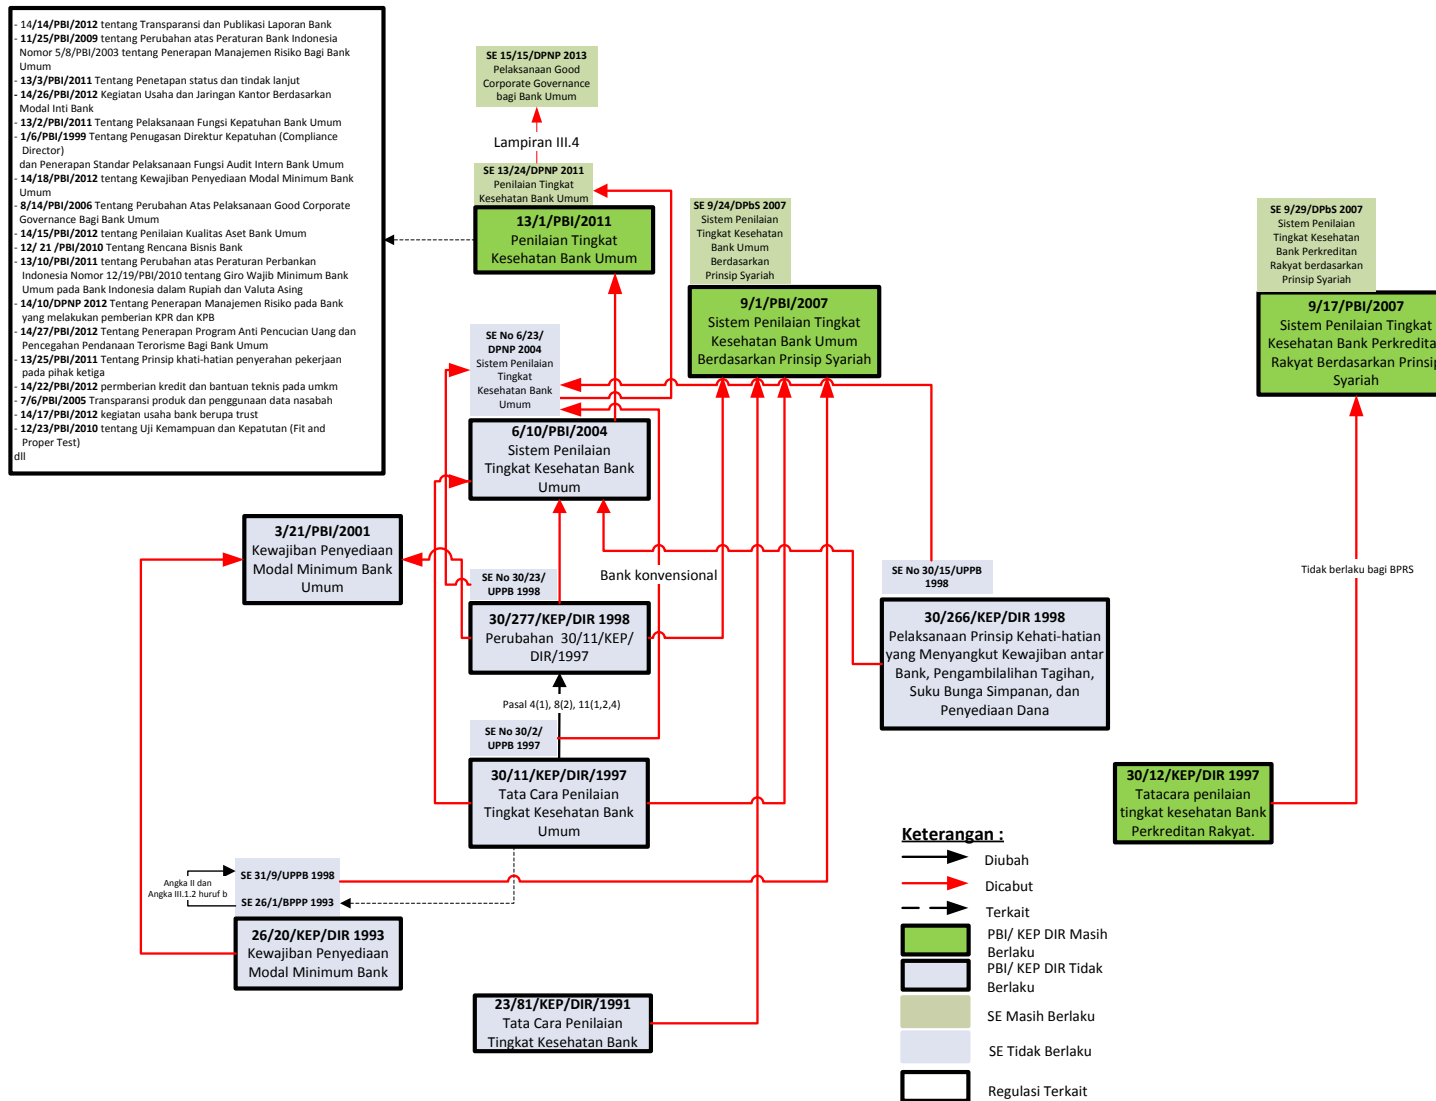 - 14/14/PBI/2012 tentang Transparansi dan Publikasi Laporan Bank
- 11/25/PBI/2009 tentang Perubahan atas Peraturan Bank Indonesia
Nomor 5/8/PBI/2003 tentang Penerapan Manajemen Risiko Bagi Bank
Umum
- 13/3/PBI/2011 Tentang Penetapan status dan tindak lanjut
- 14/26/PBI/2012 Kegiatan Usaha dan Jaringan Kantor Berdasarkan
Modal Inti Bank
- 13/2/PBI/2011 Tentang Pelaksanaan Fungsi Kepatuhan Bank Umum
- 1/6/PBI/1999 Tentang Penugasan Direktur Kepatuhan (Compliance
Director)
dan Penerapan Standar Pelaksanaan Fungsi Audit Intern Bank Umum
- 14/18/PBI/2012 tentang Kewajiban Penyediaan Modal Minimum Bank
Umum
- 8/14/PBI/2006 Tentang Perubahan Atas Pelaksanaan Good Corporate
Governance Bagi Bank Umum
- 14/15/PBI/2012 tentang Penilaian Kualitas Aset Bank Umum
- 12/ 21 /PBI/2010 Tentang Rencana Bisnis Bank
- 13/10/PBI/2011 tentang Perubahan atas Peraturan Perbankan
Indonesia Nomor 12/19/PBI/2010 tentang Giro Wajib Minimum Bank
Umum pada Bank Indonesia dalam Rupiah dan Valuta Asing
- 14/10/DPNP 2012 Tentang Penerapan Manajemen Risiko pada Bank
yang melakukan pemberian KPR dan KPB
- 14/27/PBI/2012 Tentang Penerapan Program Anti Pencucian Uang dan
Pencegahan Pendanaan Terorisme Bagi Bank Umum
- 13/25/PBI/2011 Tentang Prinsip khati-hatian penyerahan pekerjaan
pada pihak ketiga
- 14/22/PBI/2012 permberian kredit dan bantuan teknis pada umkm
- 7/6/PBI/2005 Transparasi produk dan penggunaan data nasabah
- 14/17/PBI/2012 kegiatan usaha bank berupa trust
- 12/23/PBI/2010 tentang Uji Kemampuan dan Kepatutan (Fit and
Proper Test)
dll
SE 15/15/DPNP 2013
Pelaksanaan Good
Corporate Governance
bagi Bank Umum
Lampiran III.4
SE 13/24/DPNP 2011
Penilaian Tingkat
Kesehatan Bank Umum
13/1/PBI/2011
Penilaian Tingkat
Kesehatan Bank Umum
SE 9/24/DPbS 2007
Sistem Penilaian
Tingkat Kesehatan
Bank Umum
Berdasarkan
Prinsip Syariah
9/1/PBI/2007
Sistem Penilaian Tingkat
Kesehatan Bank Umum
Berdasarkan Prinsip Syariah
SE 9/29/DPbS 2007
Sistem Penilaian
Tingkat Kesehatan
Bank Perkreditan
Rakyat berdasarkan
Prinsip Syariah
9/17/PBI/2007
Sistem Penilaian Tingkat
Kesehatan Bank Perkredita
Rakyat Berdasarkan Prinsip
Syariah
SE No 6/23/
DPNP 2004
Sistem Penilaian
Tingkat
Kesehatan Bank
Umum
6/10/PBI/2004
Sistem Penilaian
Tingkat Kesehatan Bank
Umum
3/21/PBI/2001
Kewajiban Penyediaan
Modal Minimum Bank
Umum
SE No 30/23/
UPPB 1998
Bank konvensional
30/277/KEP/DIR 1998
Perubahan 30/11/KEP/
DIR/1997
SE No 30/15/UPPB
1998
30/266/KEP/DIR 1998
Pelaksanaan Prinsip Kehati-hatian
yang Menyangkut Kewajiban antar
Bank, Pengambilalihan Tagihan,
Suku Bunga Simpanan, dan
Penyediaan Dana
Tidak berlaku bagi BPRS
Pasal 4(1), 8(2), 11(1,2,4)
SE No 30/2/
UPPB 1997
30/11/KEP/DIR/1997
Tata Cara Penilaian
Tingkat Kesehatan Bank
Umum
30/12/KEP/DIR 1997
Tatacara penilaian
tingkat kesehatan Bank
Perkreditan Rakyat.
Angka II dan
Angka III.1.2 huruf b
SE 31/9/UPPB 1998
SE 26/1/BPPP 1993
26/20/KEP/DIR 1993
Kewajiban Penyediaan
Modal Minimum Bank
23/81/KEP/DIR/1991
Tata Cara Penilaian
Tingkat Kesehatan Bank
Keterangan :
Diubah
Dicabut
Terkait
PBI/ KEP DIR Masih
Berlaku
PBI/ KEP DIR Tidak
Berlaku
SE Masih Berlaku
SE Tidak Berlaku
Regulasi Terkait